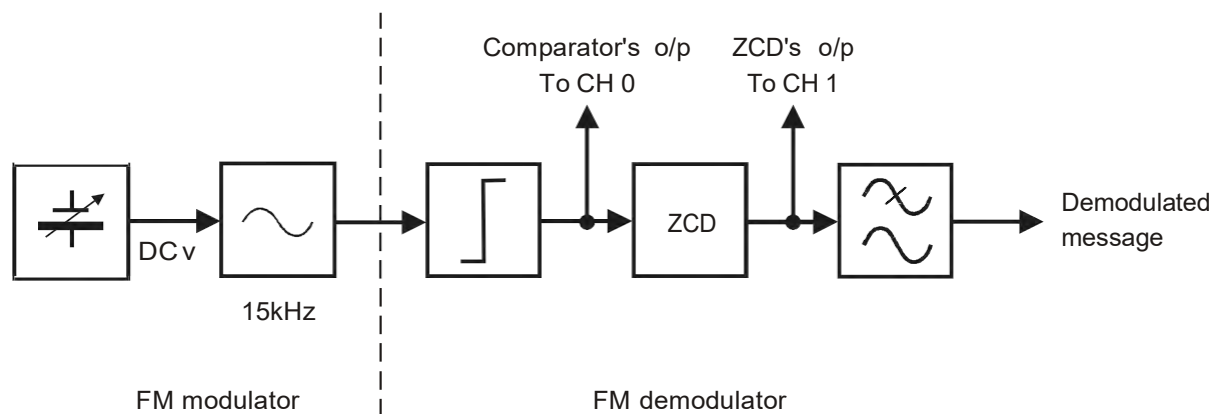 Comparator's o/p
To CH 0
ZCD's o/p
To CH 1
DC v
ZCD
Demodulated
message
15kHz
FM modulator
FM demodulator